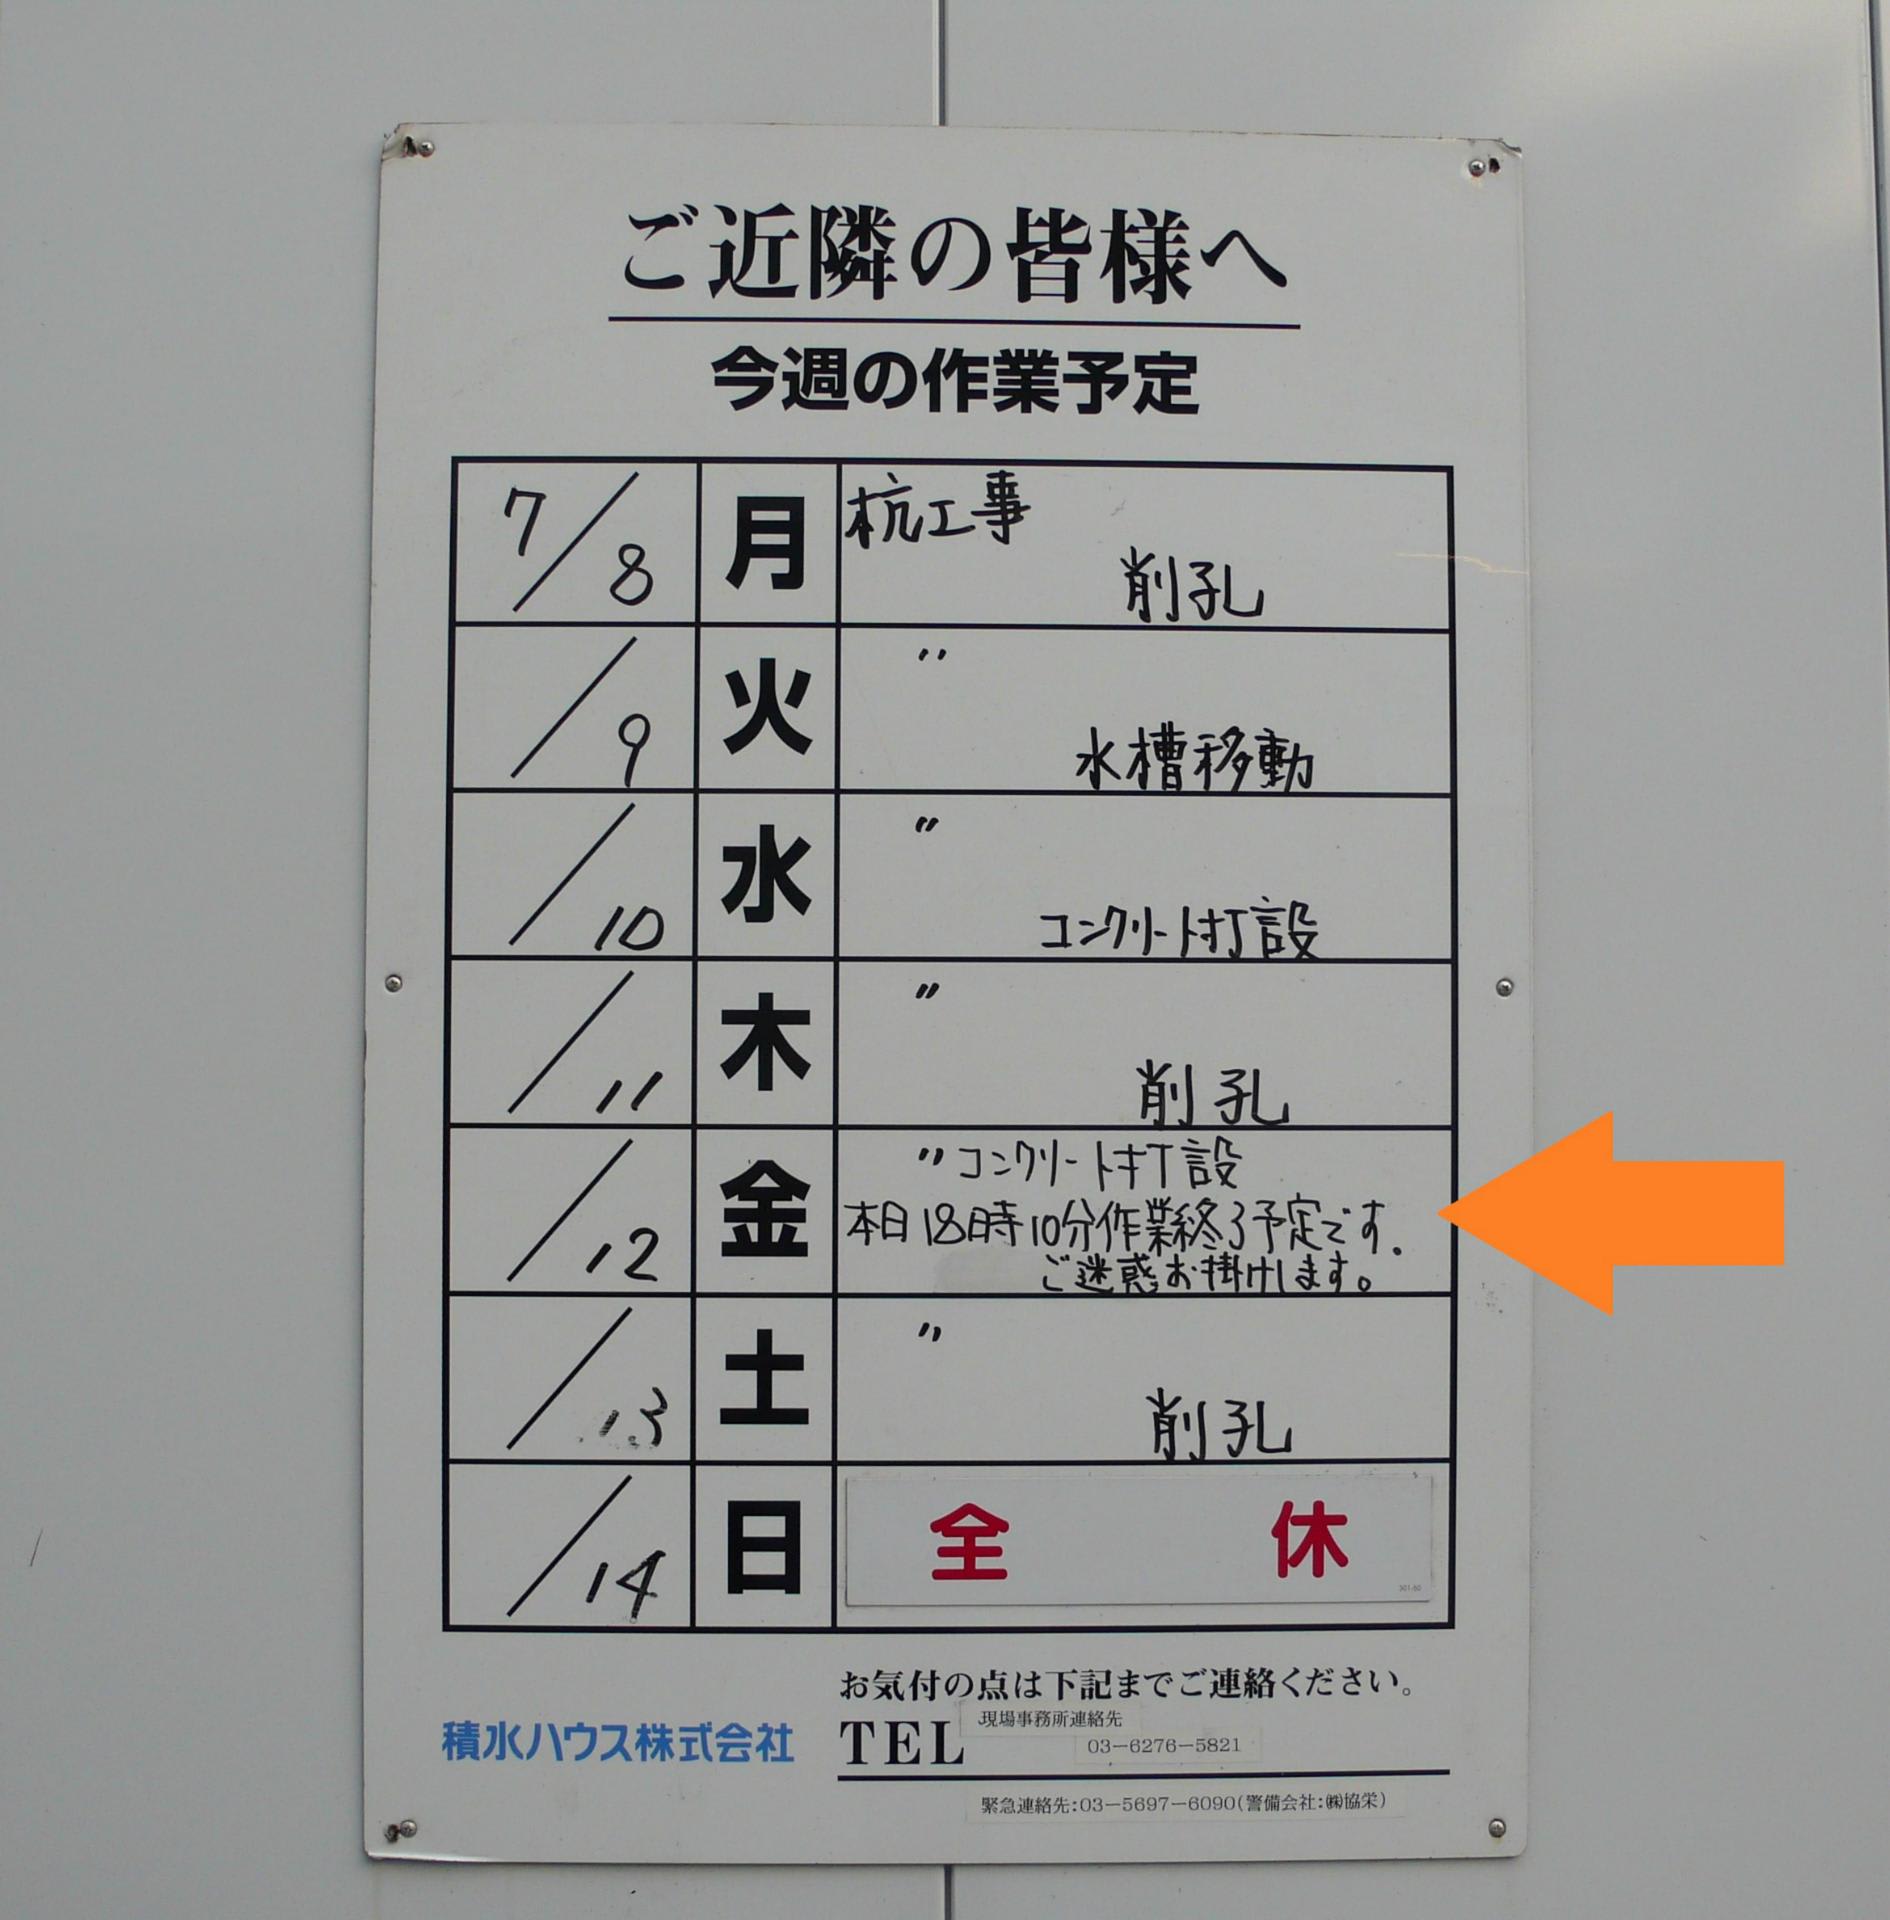 ご近隣の皆様へ
今週の作業予定
7/8 月 杭工事
削孔
/9 火 〃
水槽移動
/10 水 〃
コンクリート打設
/11 木 〃
削孔
/12 金 〃コンクリート打設
本日18時10分作業終了予定です.
ご迷惑お掛けします。
/13 土 〃
削孔
/14 日 全 休
301-60
お気付の点は下記までご連絡ください。
積水ハウス株式会社 TEL 現場事務所連絡先
03−6276−5821
緊急連絡先:03−5697−6090(警備会社:㈱協栄)